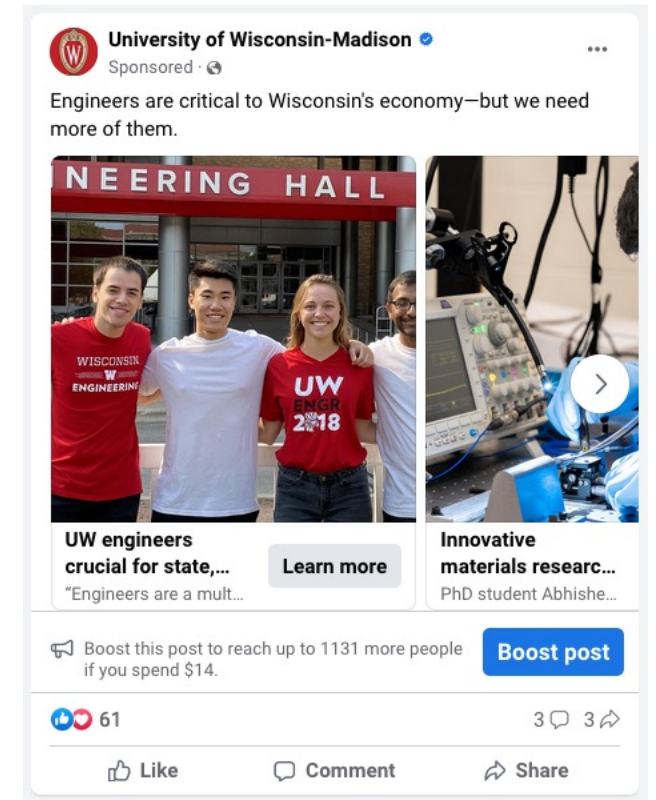 University of Wisconsin-Madison
Sponsored ·
Engineers are critical to Wisconsin's economy—but we need
more of them.
INEERING HALL
WISCONSIN
W
ENGINEERING
UW
ENGR
2018
UW engineers
crucial for state,...
Learn more
"Engineers are a mult...
Innovative
materials researc...
PhD student Abhishe...
Boost this post to reach up to 1131 more people
if you spend $14.
Boost post
61
3
3
Like
Comment
Share